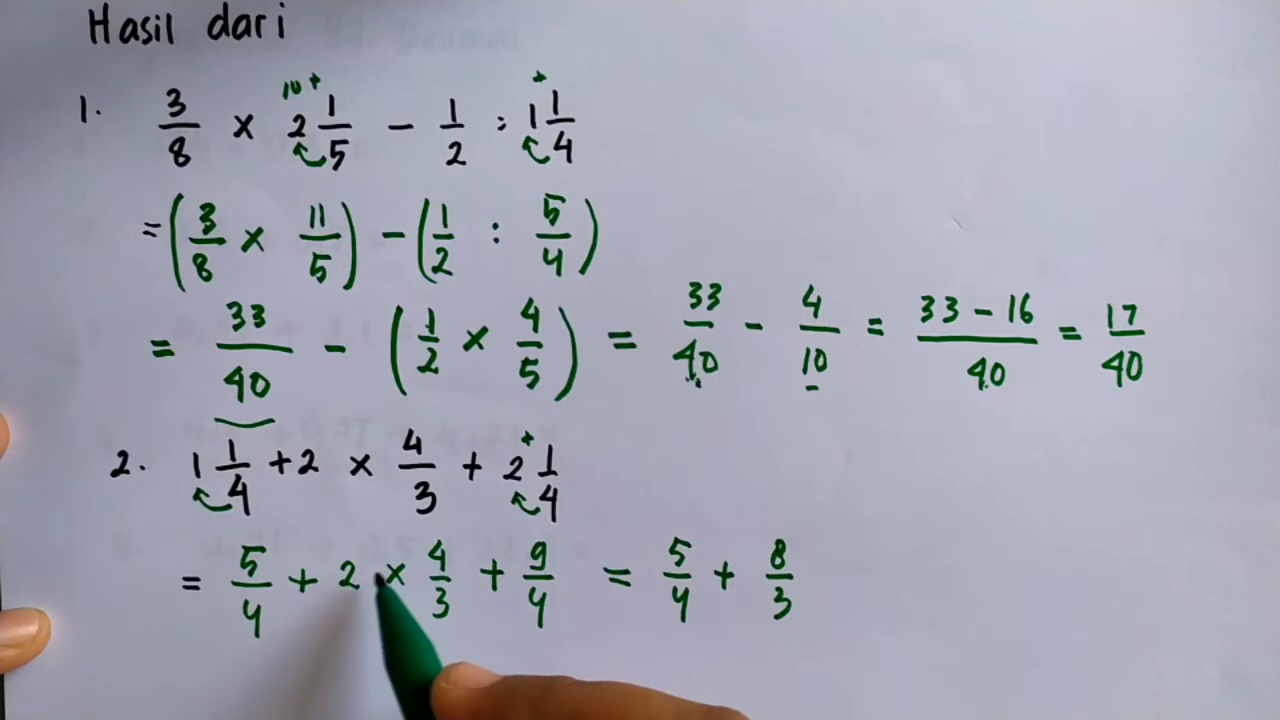 Hasil dari
1. 3/8 × 2 1/5 - 1/2 : 1 1/4
10 + +
= (3/8 × 11/5) - (1/2 : 5/4)
= 33/40 - (1/2 × 4/5) = 33/40 - 4/10 = 33 - 16/40 = 17/40
2. 1 1/4 + 2 × 4/3 + 2 1/4
+
= 5/4 + 2 × 4/3 + 9/4 = 5/4 + 8/3